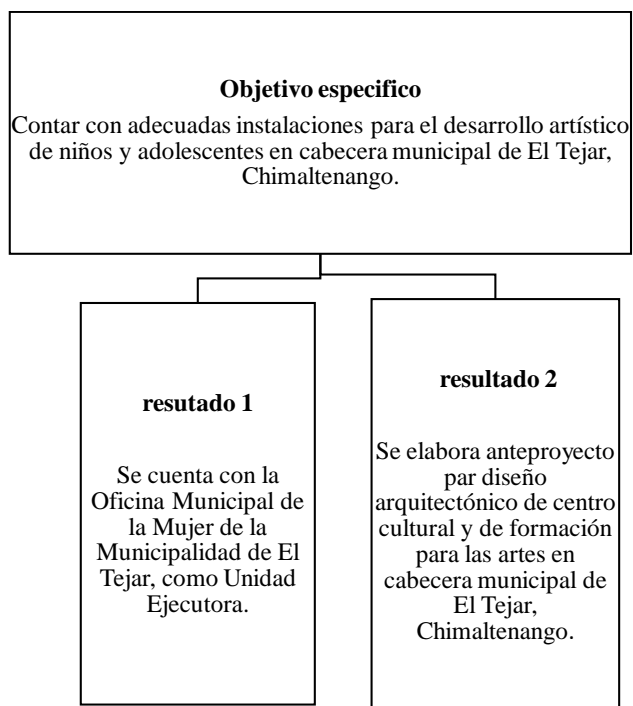 Objetivo especifico
Contar con adecuadas instalaciones para el desarrollo artístico
de niños y adolescentes en cabecera municipal de El Tejar,
Chimaltenango.
resutado 1
Se cuenta con la
Oficina Municipal de
la Mujer de la
Municipalidad de El
Tejar, como Unidad
Ejecutora.
resultado 2
Se elabora anteproyecto
par diseño
arquitectónico de centro
cultural y de formación
para las artes en
cabecera municipal de
El Tejar,
Chimaltenango.